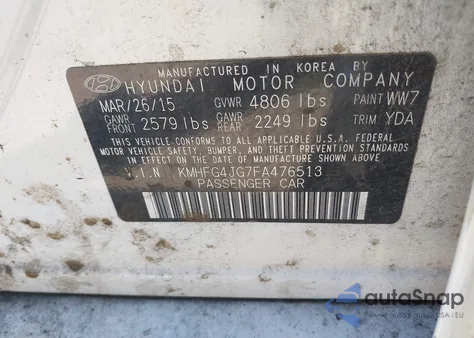 MANUFACTURED IN KOREA BY
HYUNDAI MOTOR COMPANY
MAR/26/15 GVWR 4806 lbs PAINT WW7
GAWR FRONT 2579 lbs GAWR REAR 2249 lbs TRIM YDA
THIS VEHICLE CONFORMS TO ALL APPLICABLE U.S.A. FEDERAL
MOTOR VEHICLE SAFETY, BUMPER, AND THEFT PREVENTION
STANDARDS IN EFFECT ON THE DATE OF MANUFACTURE SHOWN ABOVE.
V.I.N KMHFG4JG7FA476513
PASSENGER CAR
autoSnap